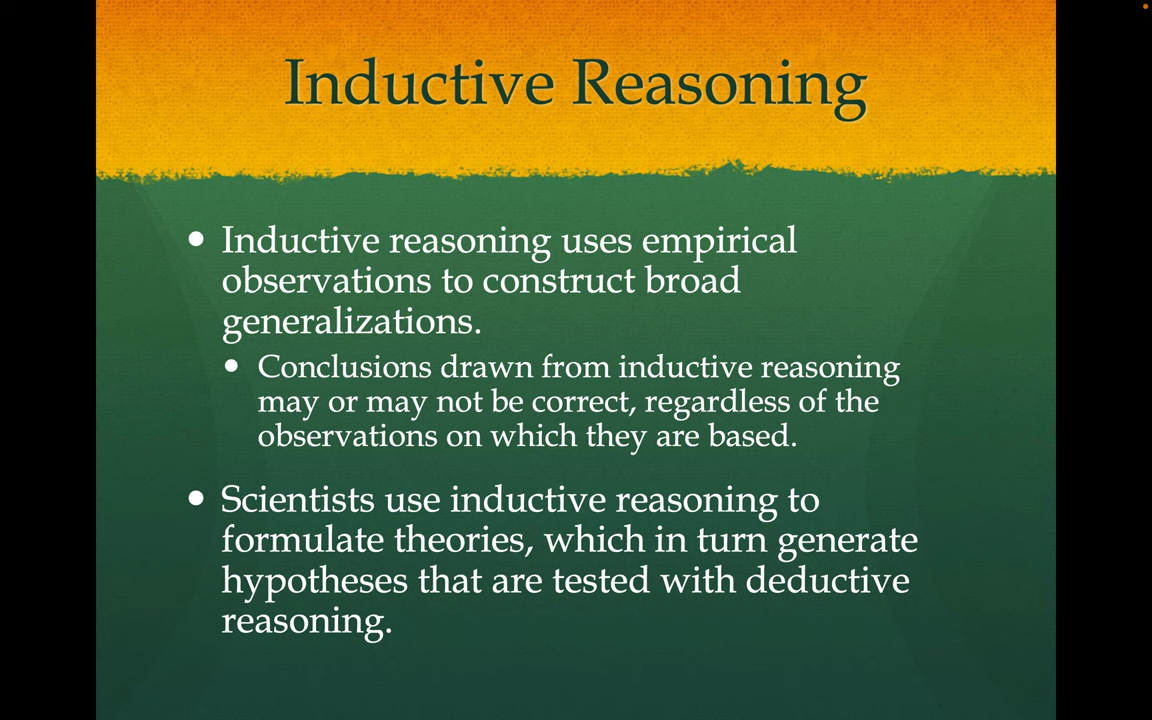 Inductive Reasoning
• Inductive reasoning uses empirical
observations to construct broad
generalizations.
• Conclusions drawn from inductive reasoning
may or may not be correct, regardless of the
observations on which they are based.
• Scientists use inductive reasoning to
formulate theories, which in turn generate
hypotheses that are tested with deductive
reasoning.